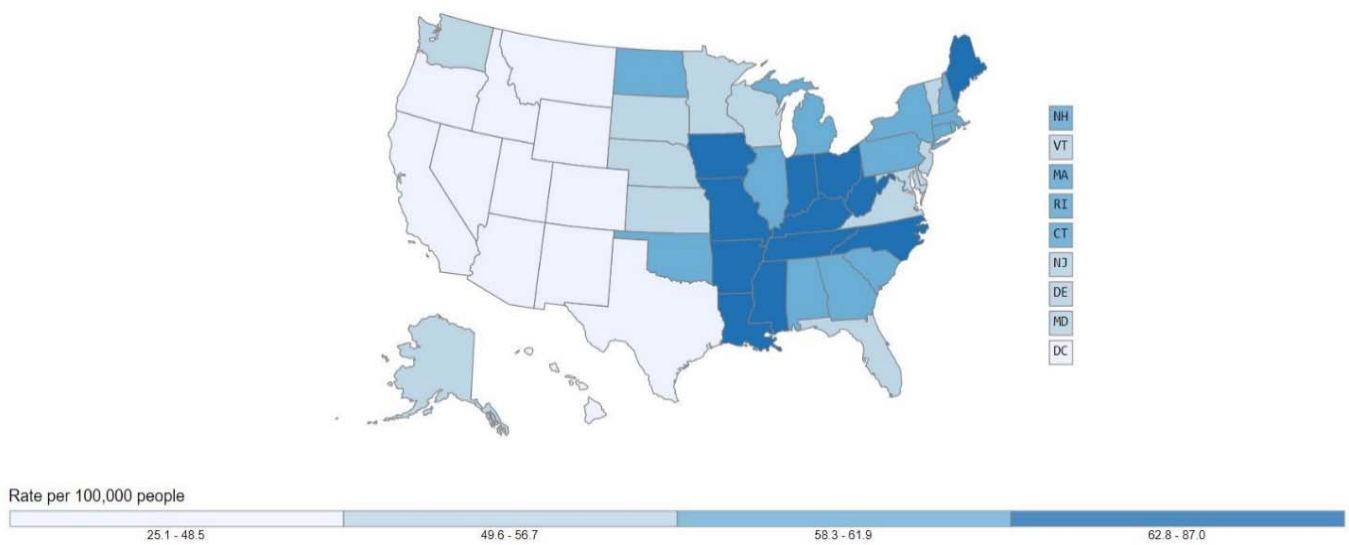 NH
VT
MA
RI
CT
NJ
DE
MD
DC
Rate per 100,000 people
25.1 - 48.5
49.6 - 56.7
58.3 - 61.9
62.8 - 87.0